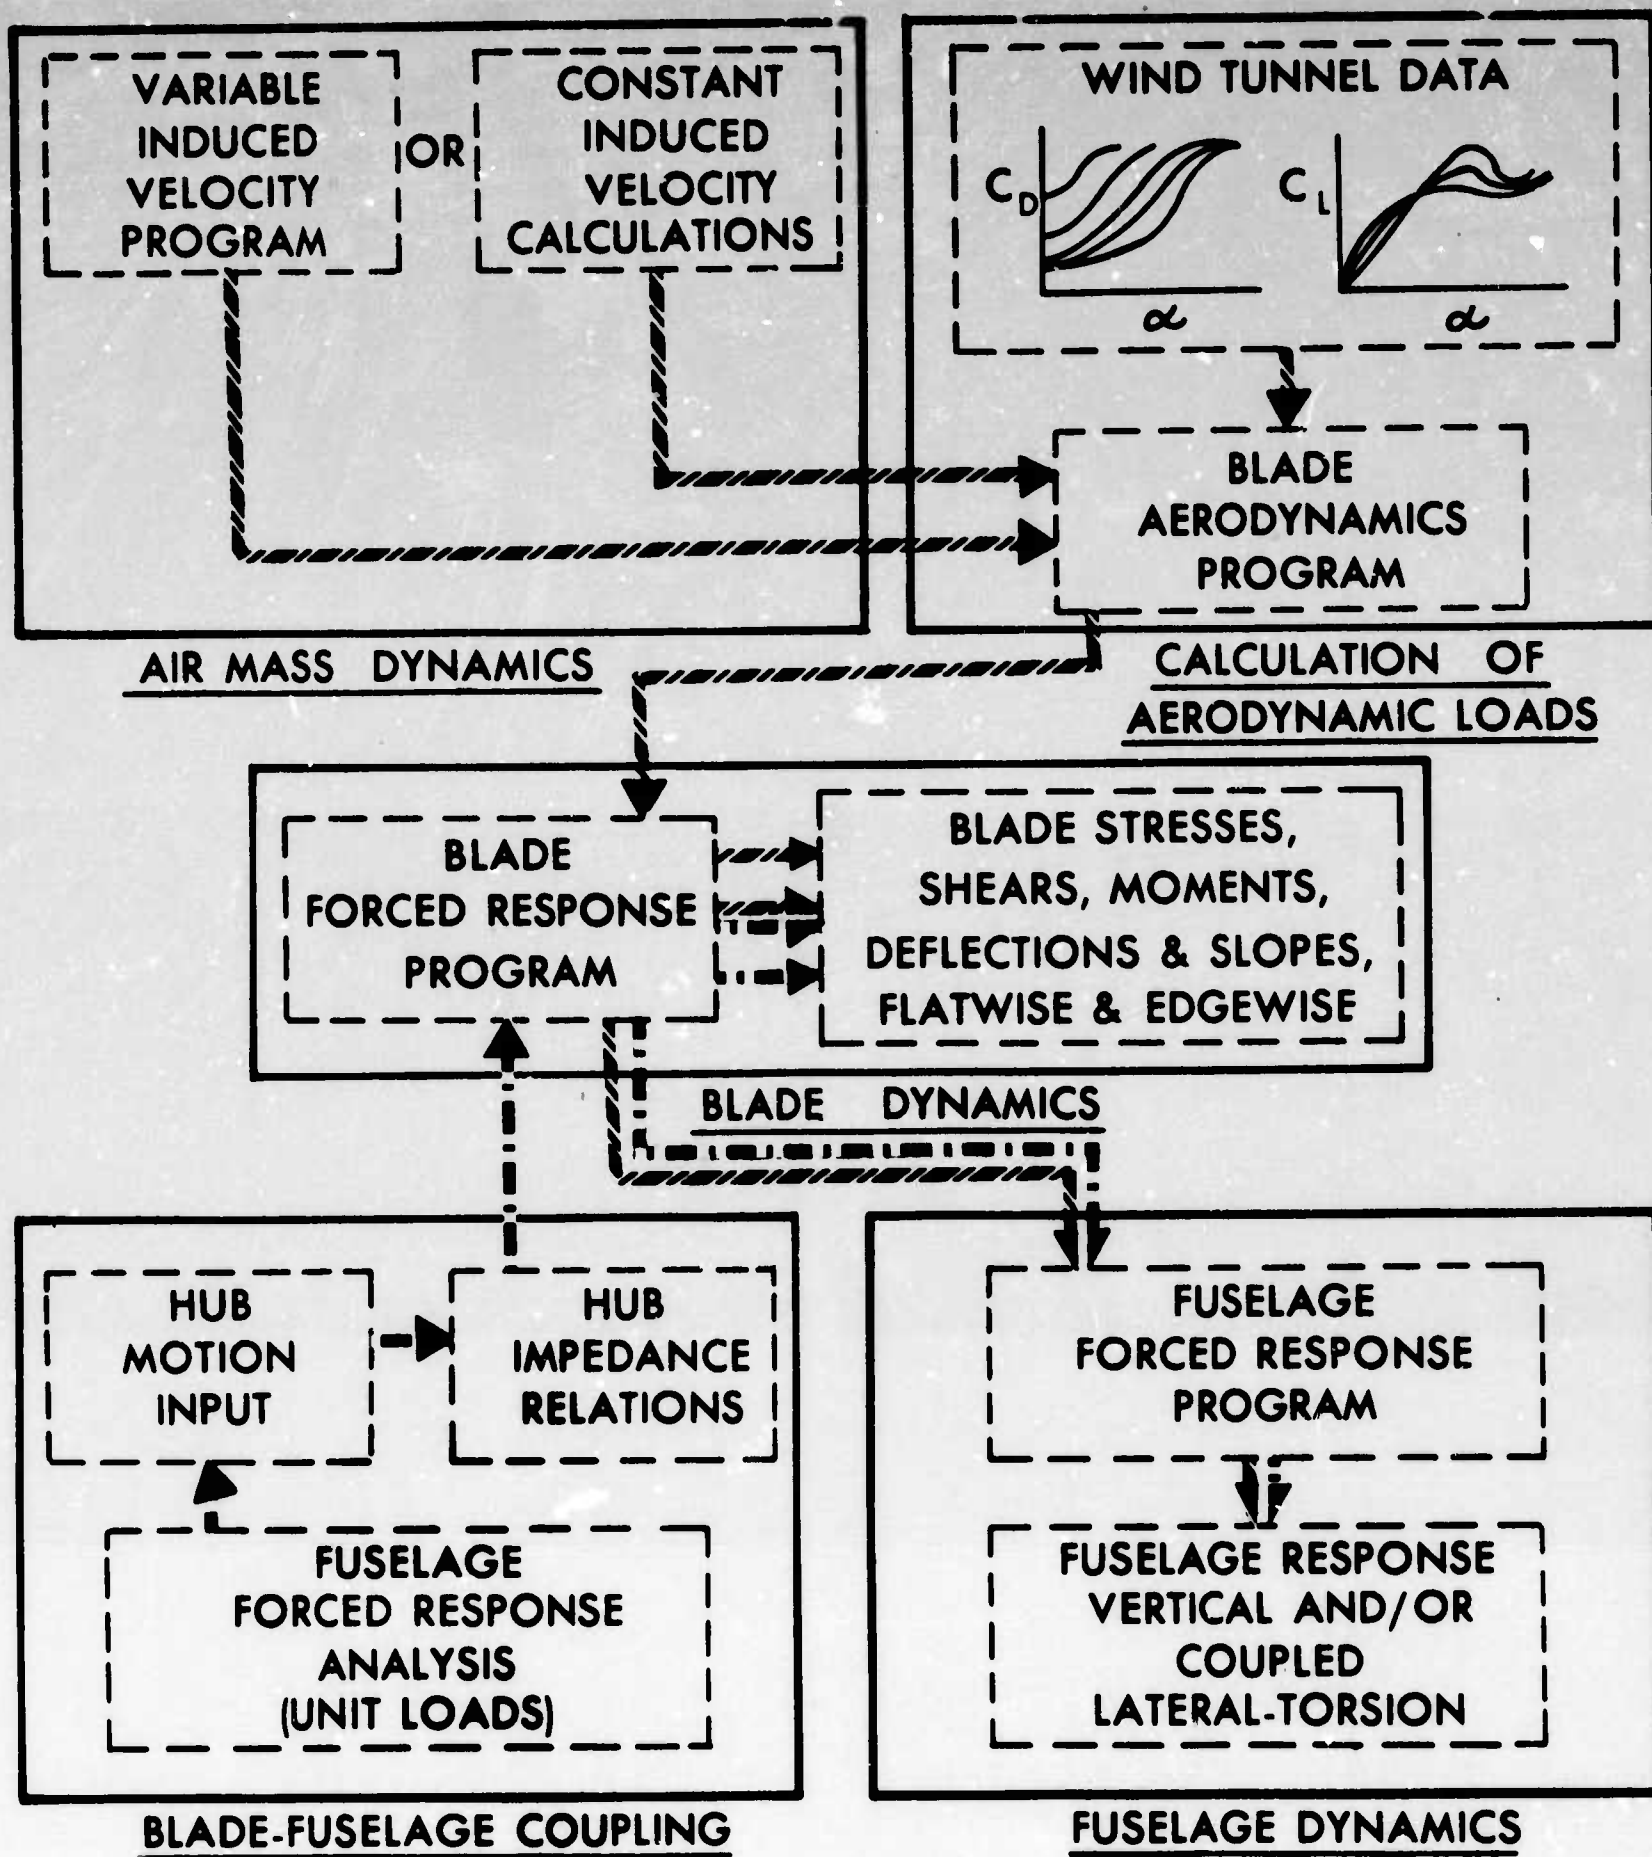 VARIABLE
INDUCED
VELOCITY
PROGRAM
OR
CONSTANT
INDUCED
VELOCITY
CALCULATIONS
AIR MASS DYNAMICS
WIND TUNNEL DATA
C_D
α
C_L
α
BLADE
AERODYNAMICS
PROGRAM
CALCULATION OF
AERODYNAMIC LOADS
BLADE
FORCED RESPONSE
PROGRAM
BLADE STRESSES,
SHEARS, MOMENTS,
DEFLECTIONS & SLOPES,
FLATWISE & EDGEWISE
BLADE DYNAMICS
HUB
MOTION
INPUT
HUB
IMPEDANCE
RELATIONS
FUSELAGE
FORCED RESPONSE
ANALYSIS
(UNIT LOADS)
BLADE-FUSELAGE COUPLING
FUSELAGE
FORCED RESPONSE
PROGRAM
FUSELAGE RESPONSE
VERTICAL AND/OR
COUPLED
LATERAL-TORSION
FUSELAGE DYNAMICS